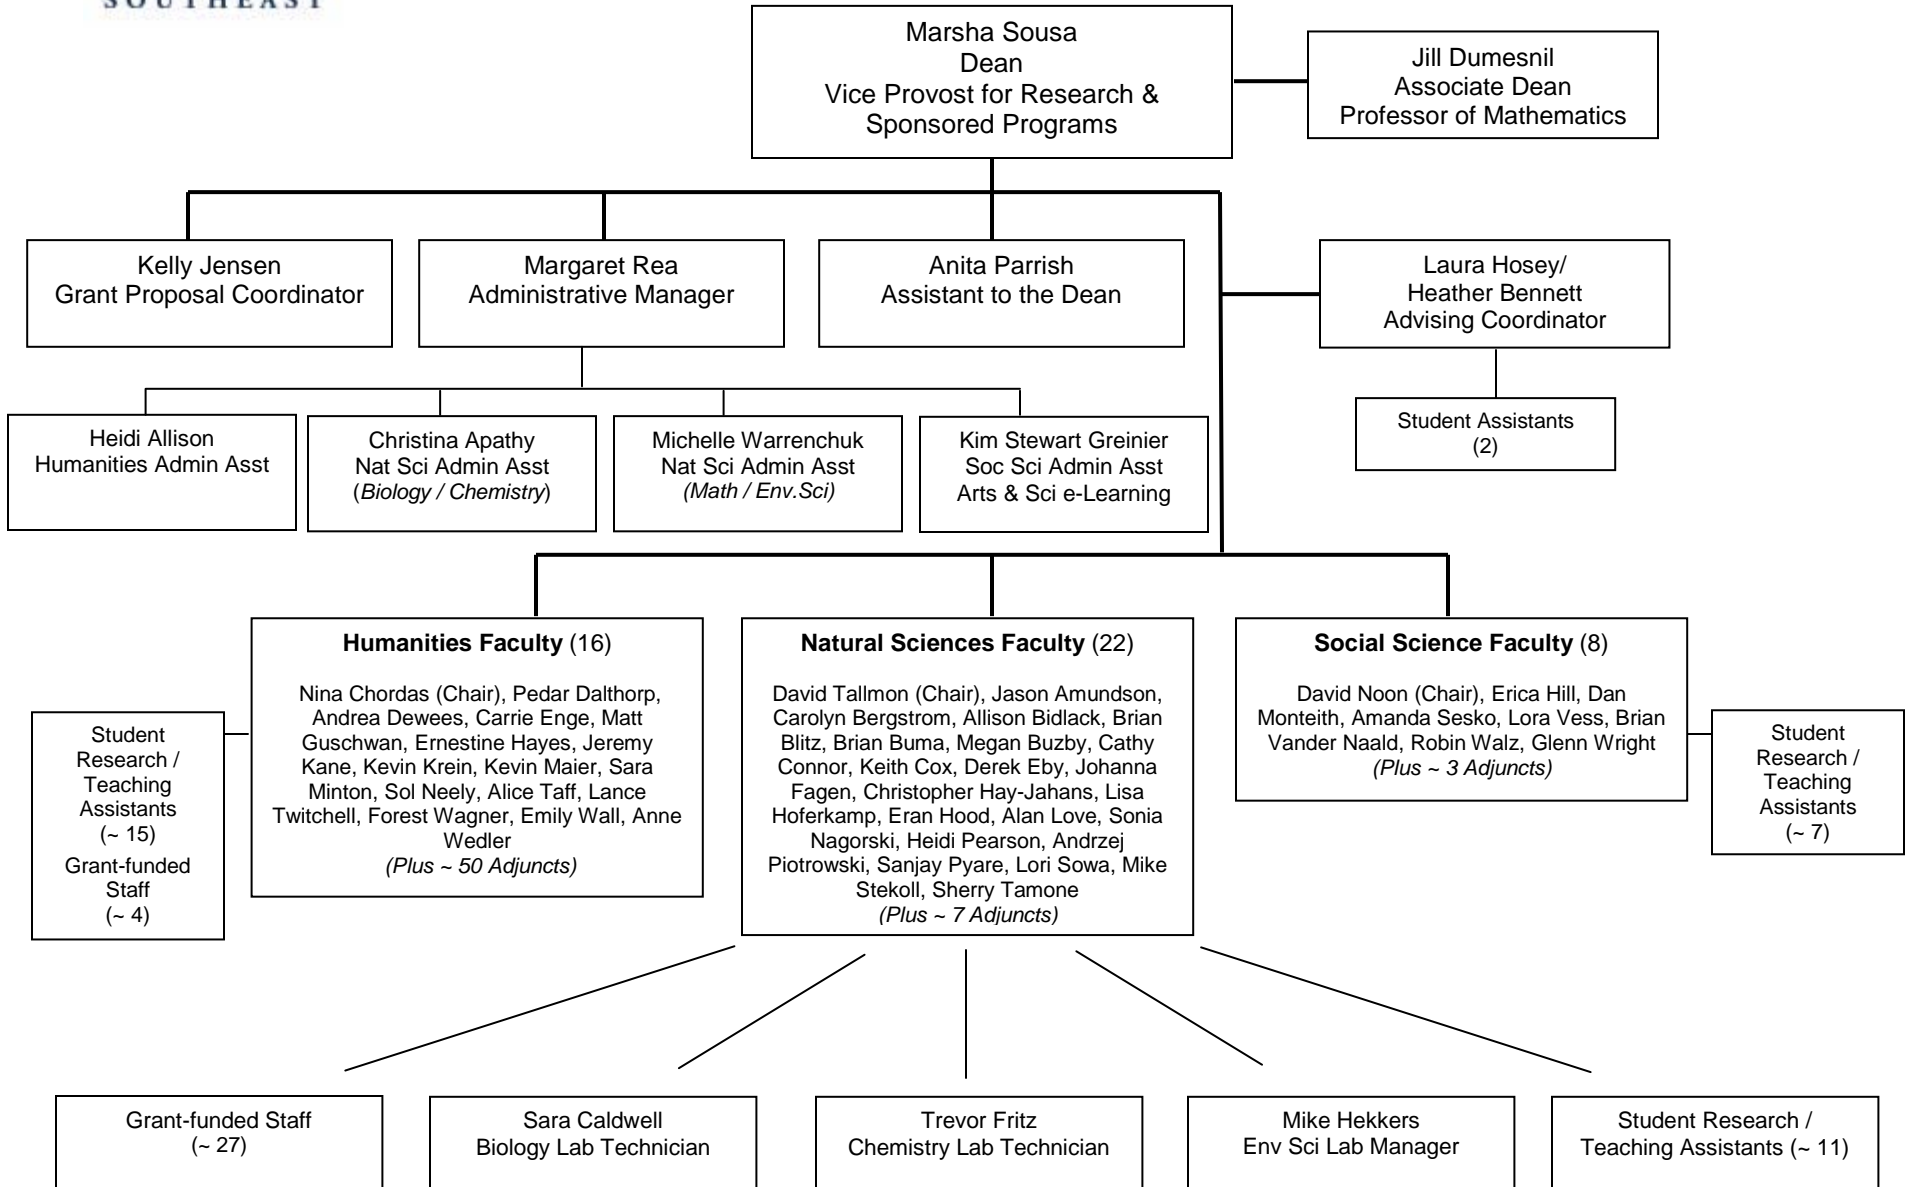 SOUTHEAST
Marsha Sousa
Dean
Vice Provost for Research &
Sponsored Programs
Jill Dumesnil
Associate Dean
Professor of Mathematics
Kelly Jensen
Grant Proposal Coordinator
Margaret Rea
Administrative Manager
Anita Parrish
Assistant to the Dean
Laura Hosey/
Heather Bennett
Advising Coordinator
Student Assistants
(2)
Heidi Allison
Humanities Admin Asst
Christina Apathy
Nat Sci Admin Asst
(Biology / Chemistry)
Michelle Warrenchuk
Nat Sci Admin Asst
(Math / Env.Sci)
Kim Stewart Greinier
Soc Sci Admin Asst
Arts & Sci e-Learning
Student
Research /
Teaching
Assistants
(~ 15)
Grant-funded
Staff
(~ 4)
Humanities Faculty (16)
Nina Chordas (Chair), Pedar Dalthorp,
Andrea Dewees, Carrie Enge, Matt
Guschwan, Ernestine Hayes, Jeremy
Kane, Kevin Krein, Kevin Maier, Sara
Minton, Sol Neely, Alice Taff, Lance
Twitchell, Forest Wagner, Emily Wall, Anne
Wedler
(Plus ~ 50 Adjuncts)
Natural Sciences Faculty (22)
David Tallmon (Chair), Jason Amundson,
Carolyn Bergstrom, Allison Bidlack, Brian
Blitz, Brian Buma, Megan Buzby, Cathy
Connor, Keith Cox, Derek Eby, Johanna
Fagen, Christopher Hay-Jahans, Lisa
Hoferkamp, Eran Hood, Alan Love, Sonia
Nagorski, Heidi Pearson, Andrzej
Piotrowski, Sanjay Pyare, Lori Sowa, Mike
Stekoll, Sherry Tamone
(Plus ~ 7 Adjuncts)
Social Science Faculty (8)
David Noon (Chair), Erica Hill, Dan
Monteith, Amanda Sesko, Lora Vess, Brian
Vander Naald, Robin Walz, Glenn Wright
(Plus ~ 3 Adjuncts)
Student
Research /
Teaching
Assistants
(~ 7)
Grant-funded Staff
(~ 27)
Sara Caldwell
Biology Lab Technician
Trevor Fritz
Chemistry Lab Technician
Mike Hekkers
Env Sci Lab Manager
Student Research /
Teaching Assistants (~ 11)